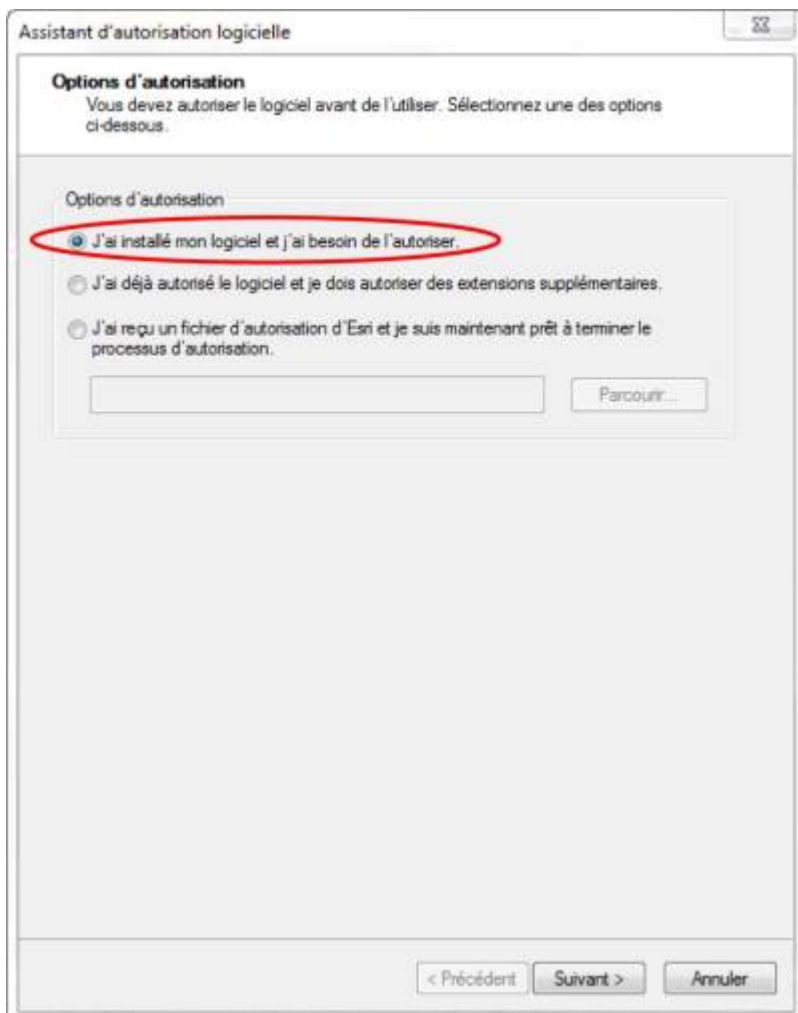 Assistant d'autorisation logicielle
Options d'autorisation
Vous devez autoriser le logiciel avant de l'utiliser. Sélectionnez une des options
ci-dessous.
Options d'autorisation
J'ai installé mon logiciel et j'ai besoin de l'autoriser.
J'ai déjà autorisé le logiciel et je dois autoriser des extensions supplémentaires.
J'ai reçu un fichier d'autorisation d'Esri et je suis maintenant prêt à terminer le
processus d'autorisation.
Parcourir...
< Précédent
Suivant >
Annuler